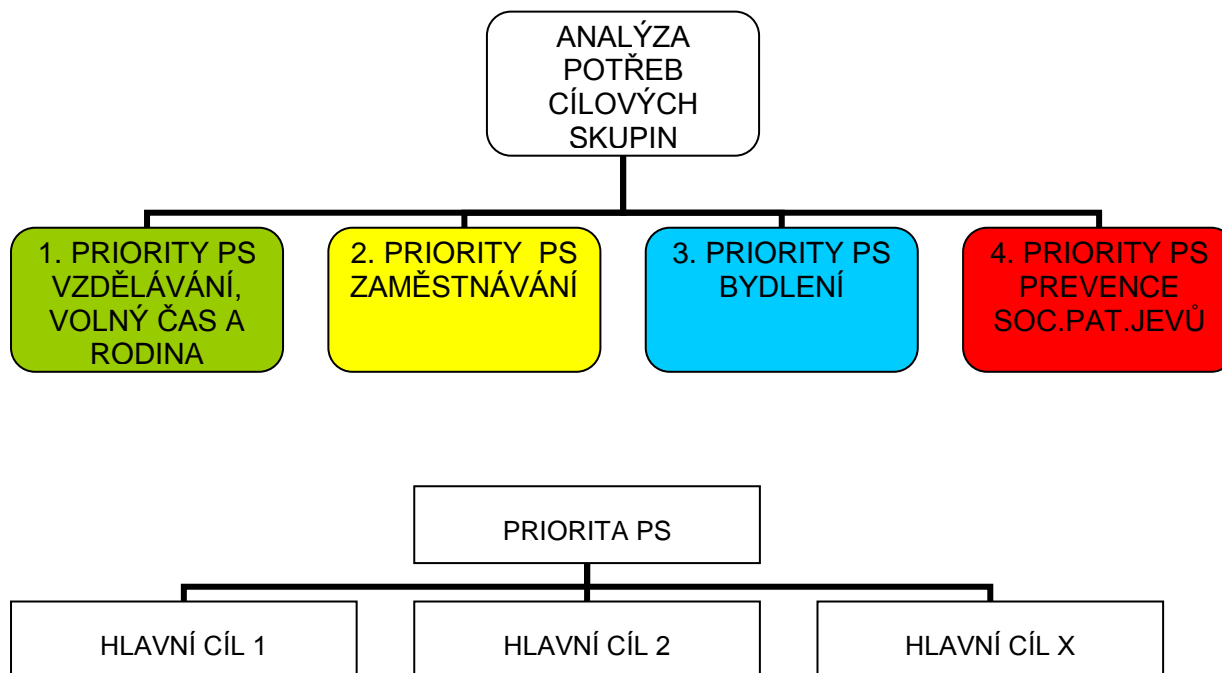 ANALÝZA
POTŘEB
CÍLOVÝCH
SKUPIN
1. PRIORITY PS
VZDĚLÁVÁNÍ,
VOLNÝ ČAS A
RODINA
2. PRIORITY  PS
ZAMĚSTNÁVÁNÍ
3. PRIORITY PS
BYDLENÍ
4. PRIORITY PS
PREVENCE
SOC.PAT.JEVŮ
PRIORITA PS
HLAVNÍ CÍL 1
HLAVNÍ CÍL 2
HLAVNÍ CÍL X